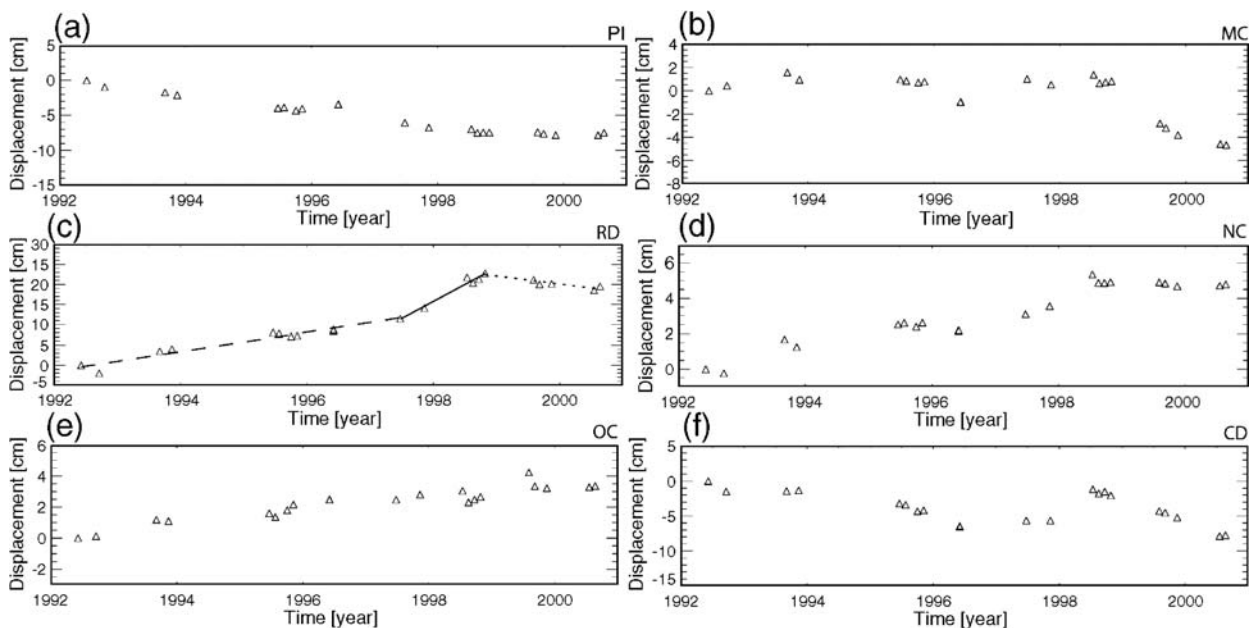 (a) PI
Displacement [cm]
5
0
-5
-10
-15
1992 1994 1996 1998 2000
Time [year]
(b) MC
Displacement [cm]
4
2
0
-2
-4
-6
-8
1992 1994 1996 1998 2000
Time [year]
(c) RD
Displacement [cm]
30
25
20
15
10
5
0
-5
1992 1994 1996 1998 2000
Time [year]
(d) NC
Displacement [cm]
6
4
2
0
1992 1994 1996 1998 2000
Time [year]
(e) OC
Displacement [cm]
6
4
2
0
-2
1992 1994 1996 1998 2000
Time [year]
(f) CD
Displacement [cm]
5
0
-5
-10
-15
1992 1994 1996 1998 2000
Time [year]